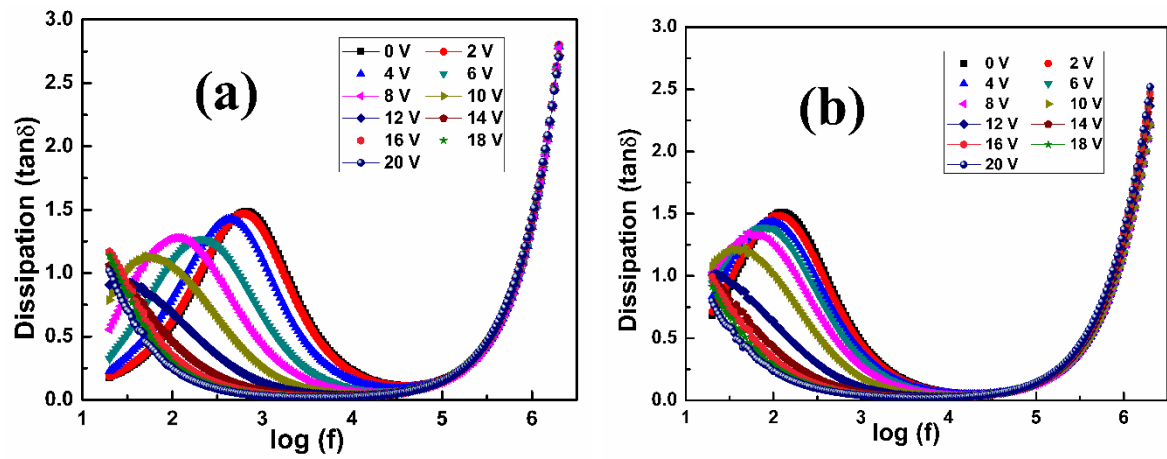 (a)
Dissipation (tanδ)
3.0
2.5
2.0
1.5
1.0
0.5
0.0
0 V 2 V
4 V 6 V
8 V 10 V
12 V 14 V
16 V 18 V
20 V
1 2 3 4 5 6
log (f)
(b)
Dissipation (tanδ)
3.0
2.5
2.0
1.5
1.0
0.5
0.0
0 V 2 V
4 V 6 V
8 V 10 V
12 V 14 V
16 V 18 V
20 V
1 2 3 4 5 6
log (f)